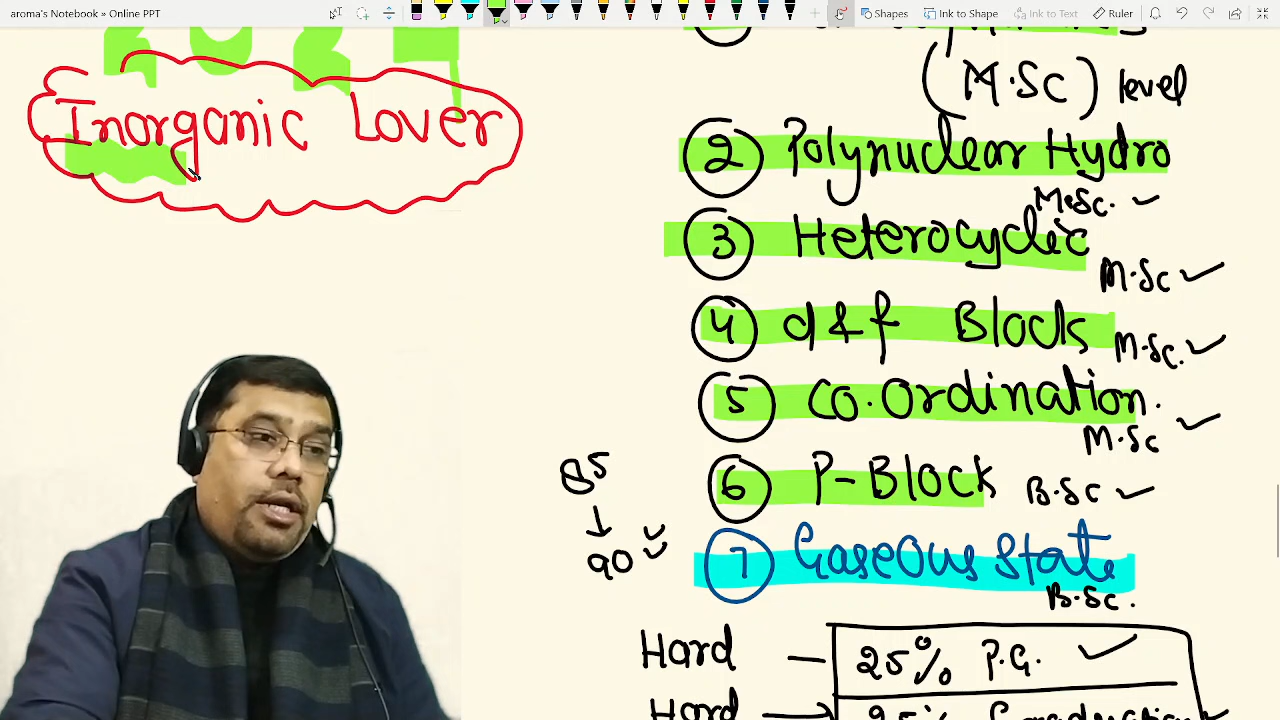 aroma's Notebook » Online PPT
Shapes
Ink to Shape
Ink to Text
Ruler
Inorganic Lover
(M.Sc) level
2 Polynuclear Hydro
M.Sc.
3 Heterocyclic
M.Sc
4 d&f Block
M.Sc.
5 Co.Ordination.
M.Sc
6 P-Block B.Sc
85
90
7 Gaseous State
B.Sc.
Hard
25% P.G.
Hard
25%